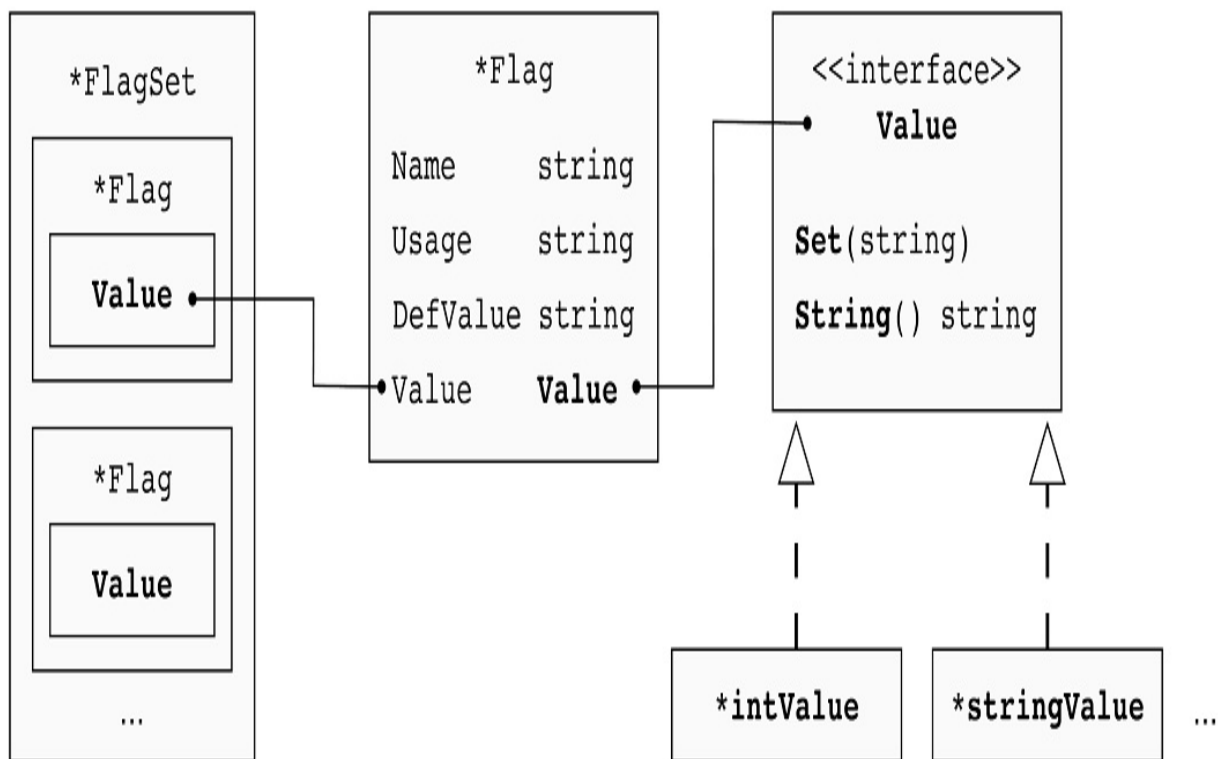 *FlagSet
*Flag
Value
*Flag
Value
...
*Flag
Name string
Usage string
DefValue string
Value Value
<<interface>>
Value
Set(string)
String() string
*intValue
*stringValue
...